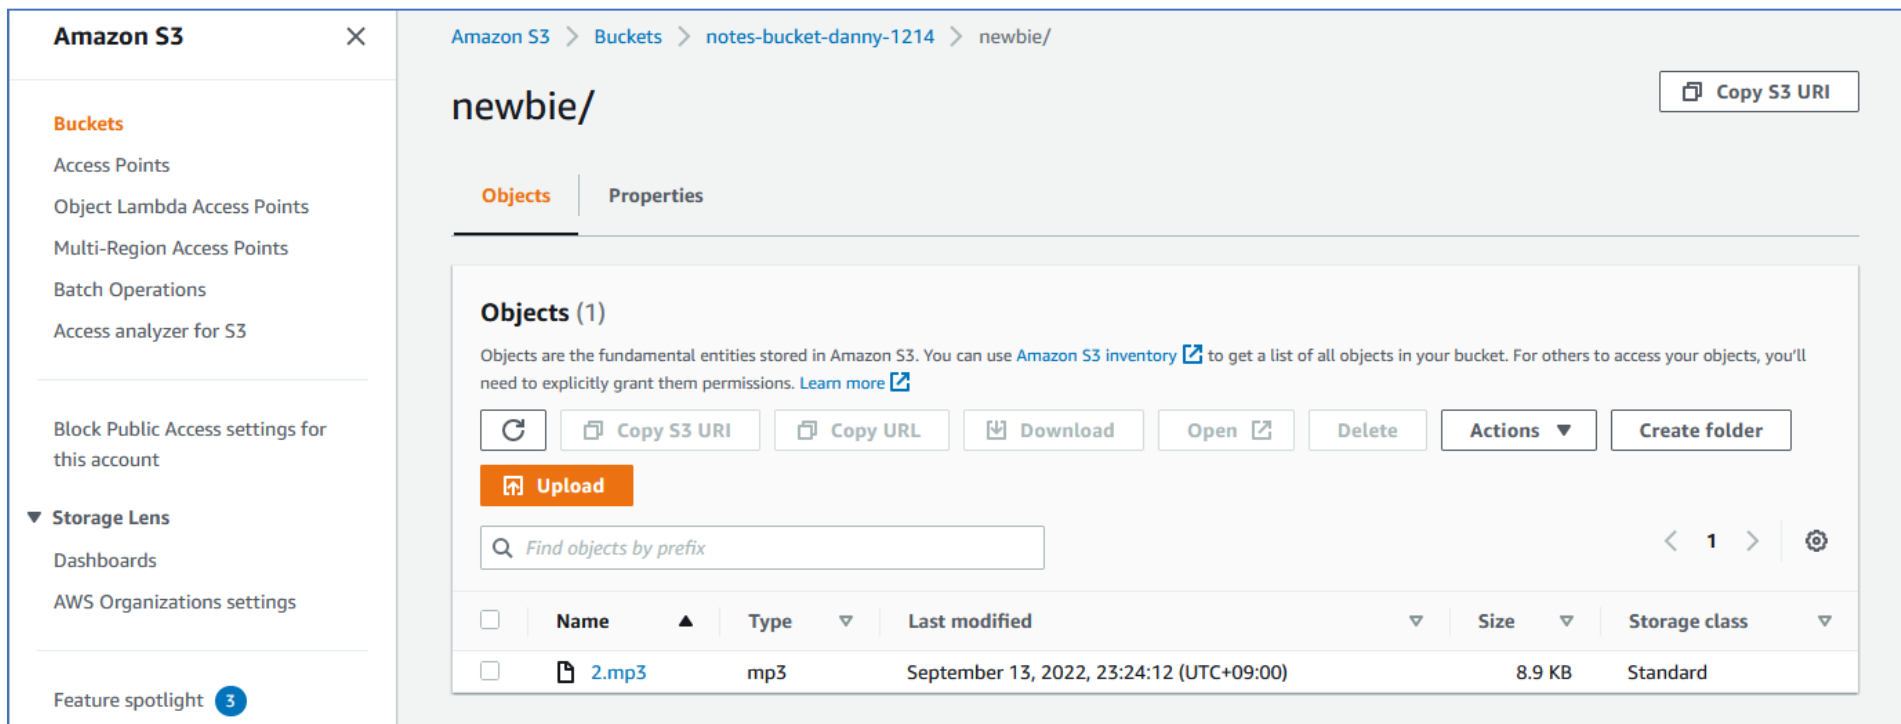 Amazon S3
Buckets
Access Points
Object Lambda Access Points
Multi-Region Access Points
Batch Operations
Access analyzer for S3
Block Public Access settings for
this account
Storage Lens
Dashboards
AWS Organizations settings
Feature spotlight 3
Amazon S3 > Buckets > notes-bucket-danny-1214 > newbie/
newbie/
Copy S3 URI
Objects Properties
Objects (1)
Objects are the fundamental entities stored in Amazon S3. You can use Amazon S3 inventory to get a list of all objects in your bucket. For others to access your objects, you'll
need to explicitly grant them permissions. Learn more
Copy S3 URI Copy URL Download Open Delete Actions Create folder
Upload
Find objects by prefix
1
Name Type Last modified Size Storage class
2.mp3 mp3 September 13, 2022, 23:24:12 (UTC+09:00) 8.9 KB Standard